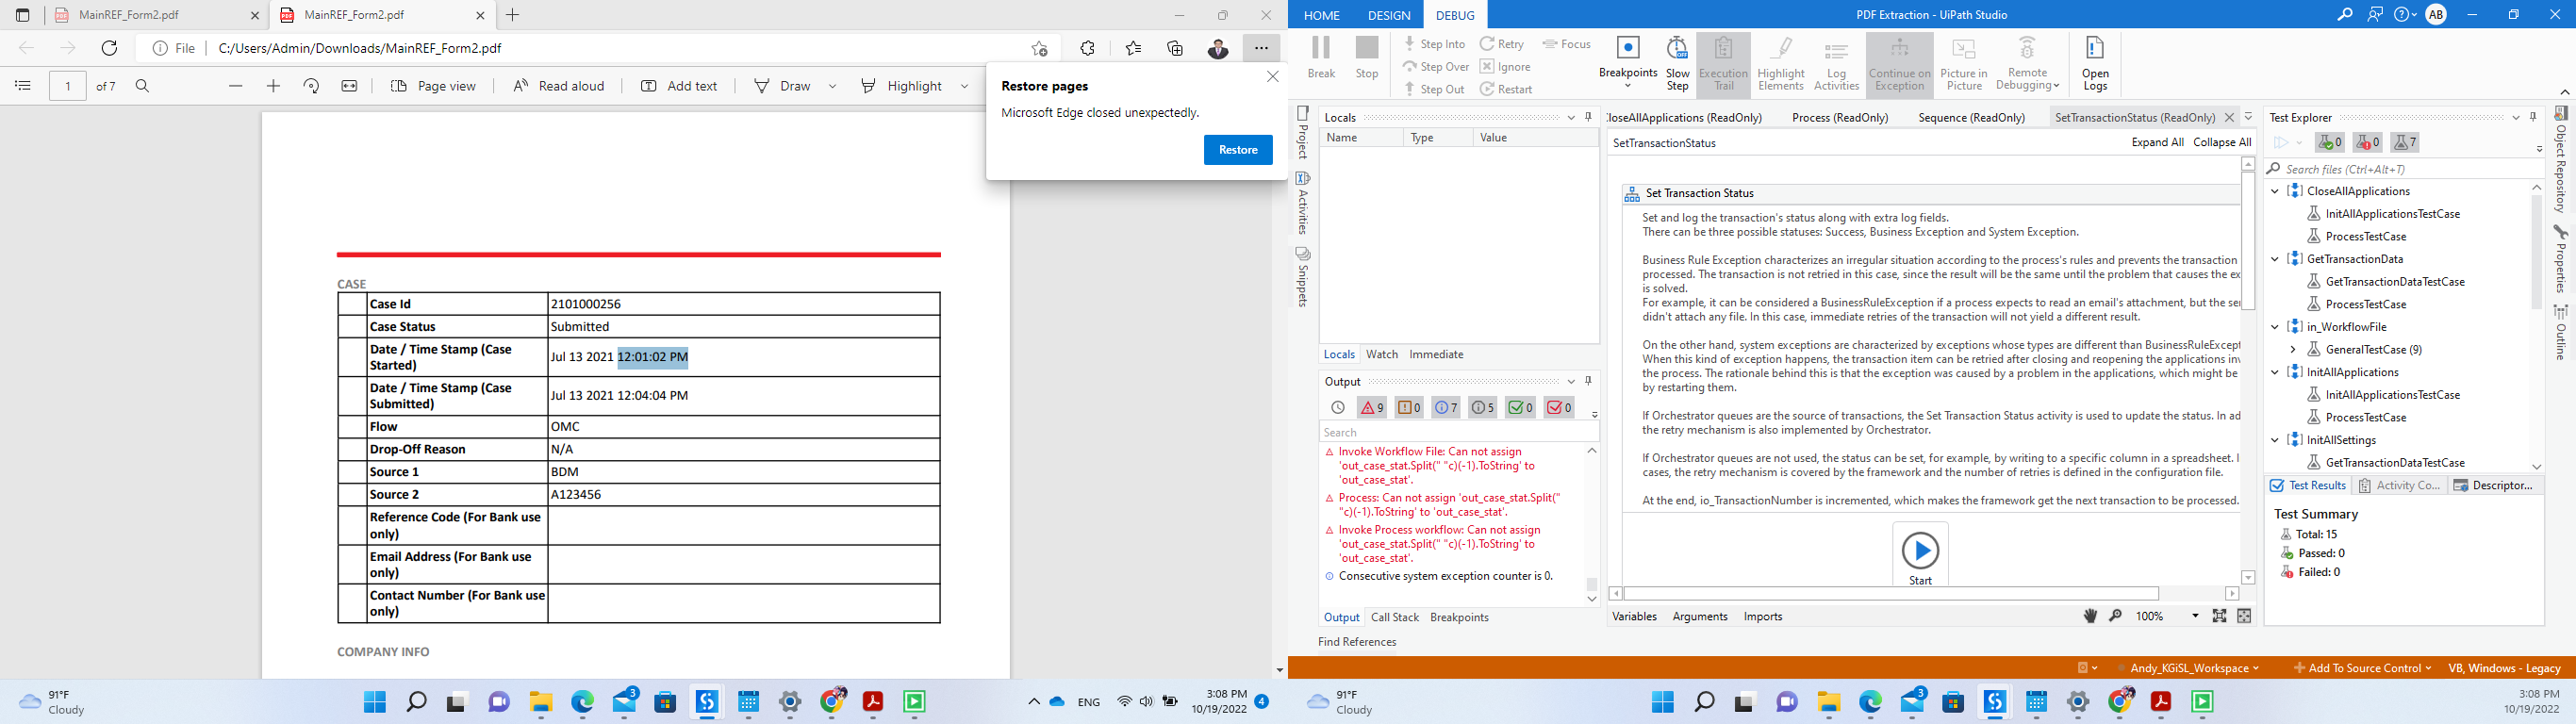 MainREF_Form2.pdf
MainREF_Form2.pdf
File
C:/Users/Admin/Downloads/MainREF_Form2.pdf
1 of 7
Page view
Read aloud
Add text
Draw
Highlight
Restore pages
Microsoft Edge closed unexpectedly.
Restore
CASE
Case Id 2101000256
Case Status Submitted
Date / Time Stamp (Case
Started)
Jul 13 2021 12:01:02 PM
Date / Time Stamp (Case
Submitted)
Jul 13 2021 12:04:04 PM
Flow OMC
Drop-Off Reason N/A
Source 1 BDM
Source 2 A123456
Reference Code (For Bank use
only)
Email Address (For Bank use
only)
Contact Number (For Bank use
only)
COMPANY INFO
91°F
Cloudy
3
ENG
3:08 PM
10/19/2022
4
HOME DESIGN DEBUG
PDF Extraction - UiPath Studio
AB
Break
Stop
Step Into
Step Over
Step Out
Retry
Ignore
Restart
Focus
Breakpoints
Slow
Step
Execution
Trail
Highlight
Elements
Log
Activities
Continue on
Exception
Picture in
Picture
Remote
Debugging
Open
Logs
Project
Activities
Snippets
Locals
Name Type Value
Locals Watch Immediate
Output
9 0 7 5 0 0
Search
Invoke Workflow File: Can not assign
'out_case_stat.Split(" "c)(-1).ToString' to
'out_case_stat'.
Process: Can not assign 'out_case_stat.Split("
"c)(-1).ToString' to 'out_case_stat'.
Invoke Process workflow: Can not assign
'out_case_stat.Split(" "c)(-1).ToString' to
'out_case_stat'.
Consecutive system exception counter is 0.
Output Call Stack Breakpoints
Find References
CloseAllApplications (ReadOnly) Process (ReadOnly) Sequence (ReadOnly) SetTransactionStatus (ReadOnly)
SetTransactionStatus
Expand All Collapse All
Set Transaction Status
Set and log the transaction's status along with extra log fields.
There can be three possible statuses: Success, Business Exception and System Exception.
Business Rule Exception characterizes an irregular situation according to the process's rules and prevents the transaction
processed. The transaction is not retried in this case, since the result will be the same until the problem that causes the ex
is solved.
For example, it can be considered a BusinessRuleException if a process expects to read an email's attachment, but the se
didn't attach any file. In this case, immediate retries of the transaction will not yield a different result.
On the other hand, system exceptions are characterized by exceptions whose types are different than BusinessRuleExcept
When this kind of exception happens, the transaction item can be retried after closing and reopening the applications inv
the process. The rationale behind this is that the exception was caused by a problem in the applications, which might be
by restarting them.
If Orchestrator queues are the source of transactions, the Set Transaction Status activity is used to update the status. In ad
the retry mechanism is also implemented by Orchestrator.
If Orchestrator queues are not used, the status can be set, for example, by writing to a specific column in a spreadsheet. I
cases, the retry mechanism is covered by the framework and the number of retries is defined in the configuration file.
At the end, io_TransactionNumber is incremented, which makes the framework get the next transaction to be processed.
Start
Variables Arguments Imports
100%
Test Explorer
0 0 7
Search files (Ctrl+Alt+T)
CloseAllApplications
InitAllApplicationsTestCase
ProcessTestCase
GetTransactionData
GetTransactionDataTestCase
ProcessTestCase
in_WorkflowFile
GeneralTestCase (9)
InitAllApplications
InitAllApplicationsTestCase
ProcessTestCase
InitAllSettings
GetTransactionDataTestCase
Test Results Activity Co... Descriptor...
Test Summary
Total: 15
Passed: 0
Failed: 0
Object Repository
Properties
Outline
Andy_KGiSL_Workspace
Add To Source Control
VB, Windows - Legacy
91°F
Cloudy
3
3:08 PM
10/19/2022